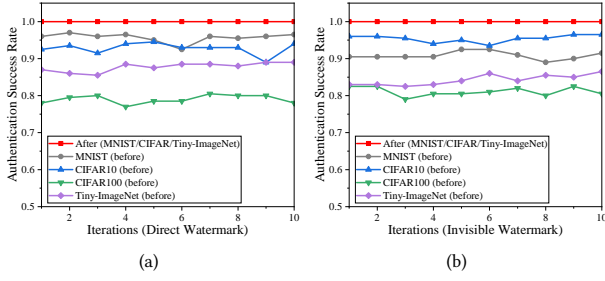 Authentication Success Rate
1.0
0.9
0.8
0.7
0.6
0.5
After (MNIST/CIFAR/Tiny-ImageNet)
MNIST (before)
CIFAR10 (before)
CIFAR100 (before)
Tiny-ImageNet (before)
2 4 6 8 10
Iterations (Direct Watermark)
(a)
Authentication Success Rate
1.0
0.9
0.8
0.7
0.6
0.5
After (MNIST/CIFAR/Tiny-ImageNet)
MNIST (before)
CIFAR10 (before)
CIFAR100 (before)
Tiny-ImageNet (before)
2 4 6 8 10
Iterations (Invisible Watermark)
(b)